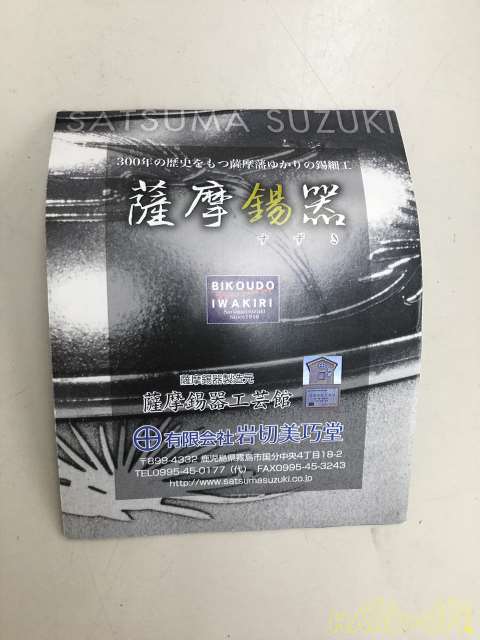 SATSUMA SUZUKI
300年の歴史をもつ薩摩藩ゆかりの錫細工
薩摩錫器
すずき
BIKOUDO
IWAKIRI
Satsumasuzuki
Since1916
薩摩錫器製造元
薩摩錫器工芸館
有限会社岩切美巧堂
〒899-4332 鹿児島県霧島市国分中央4丁目18-2
TEL0995-45-0177（代） FAX0995-45-3243
http://www.satsumasuzuki.co.jp